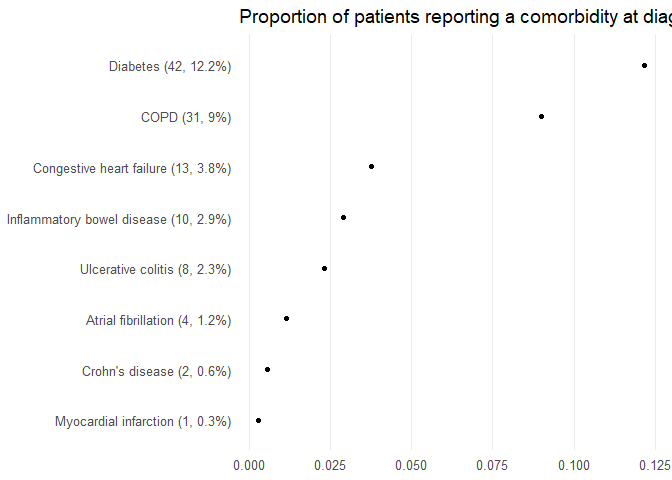 Proportion of patients reporting a comorbidity at diag
Diabetes (42, 12.2%)
COPD (31, 9%)
Congestive heart failure (13, 3.8%)
Inflammatory bowel disease (10, 2.9%)
Ulcerative colitis (8, 2.3%)
Atrial fibrillation (4, 1.2%)
Crohn's disease (2, 0.6%)
Myocardial infarction (1, 0.3%)
0.000 0.025 0.050 0.075 0.100 0.125